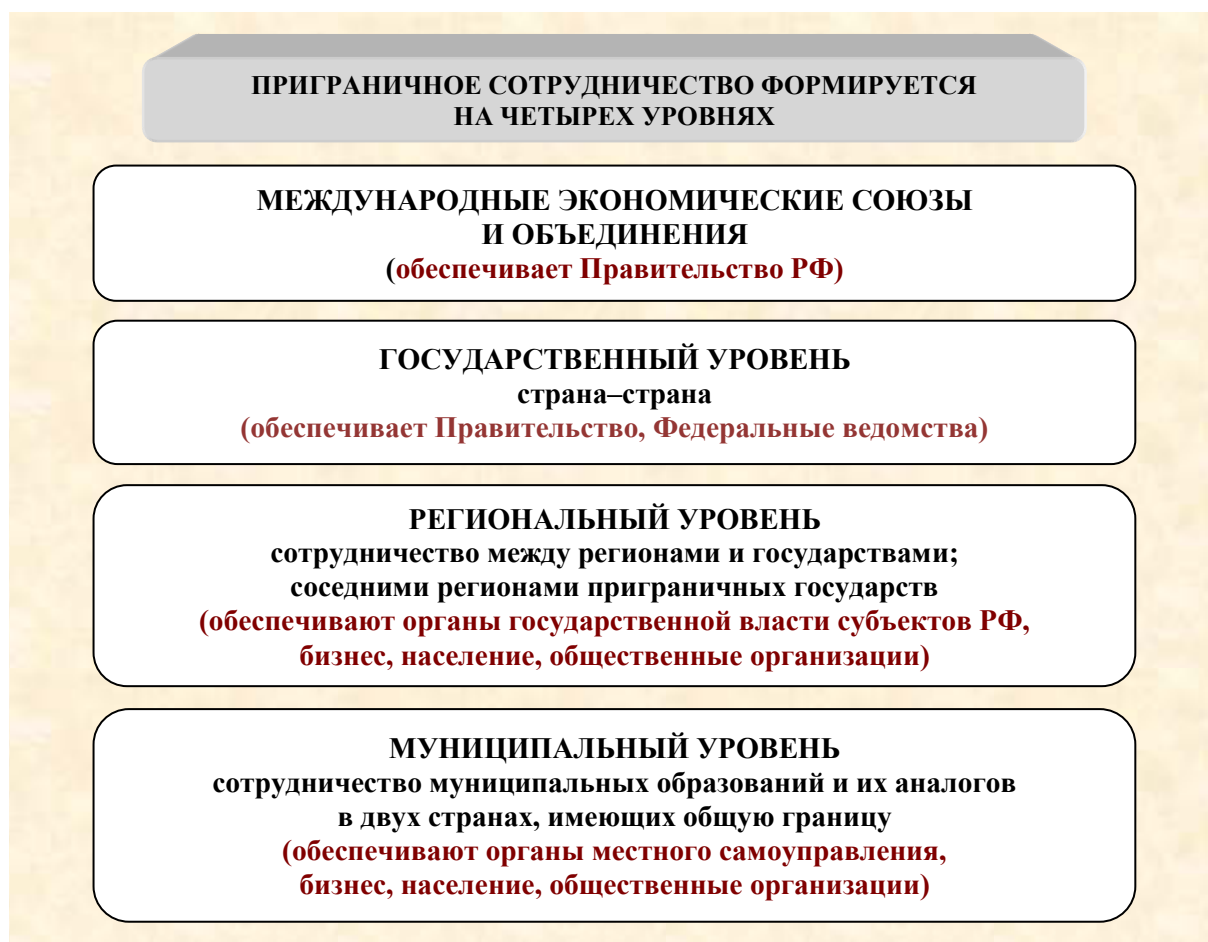 ПРИГРАНИЧНОЕ СОТРУДНИЧЕСТВО ФОРМИРУЕТСЯ
НА ЧЕТЫРЕХ УРОВНЯХ
МЕЖДУНАРОДНЫЕ ЭКОНОМИЧЕСКИЕ СОЮЗЫ
И ОБЪЕДИНЕНИЯ
(обеспечивает Правительство РФ)
ГОСУДАРСТВЕННЫЙ УРОВЕНЬ
страна–страна
(обеспечивает Правительство, Федеральные ведомства)
РЕГИОНАЛЬНЫЙ УРОВЕНЬ
сотрудничество между регионами и государствами;
соседними регионами приграничных государств
(обеспечивают органы государственной власти субъектов РФ,
бизнес, население, общественные организации)
МУНИЦИПАЛЬНЫЙ УРОВЕНЬ
сотрудничество муниципальных образований и их аналогов
в двух странах, имеющих общую границу
(обеспечивают органы местного самоуправления,
бизнес, население, общественные организации)